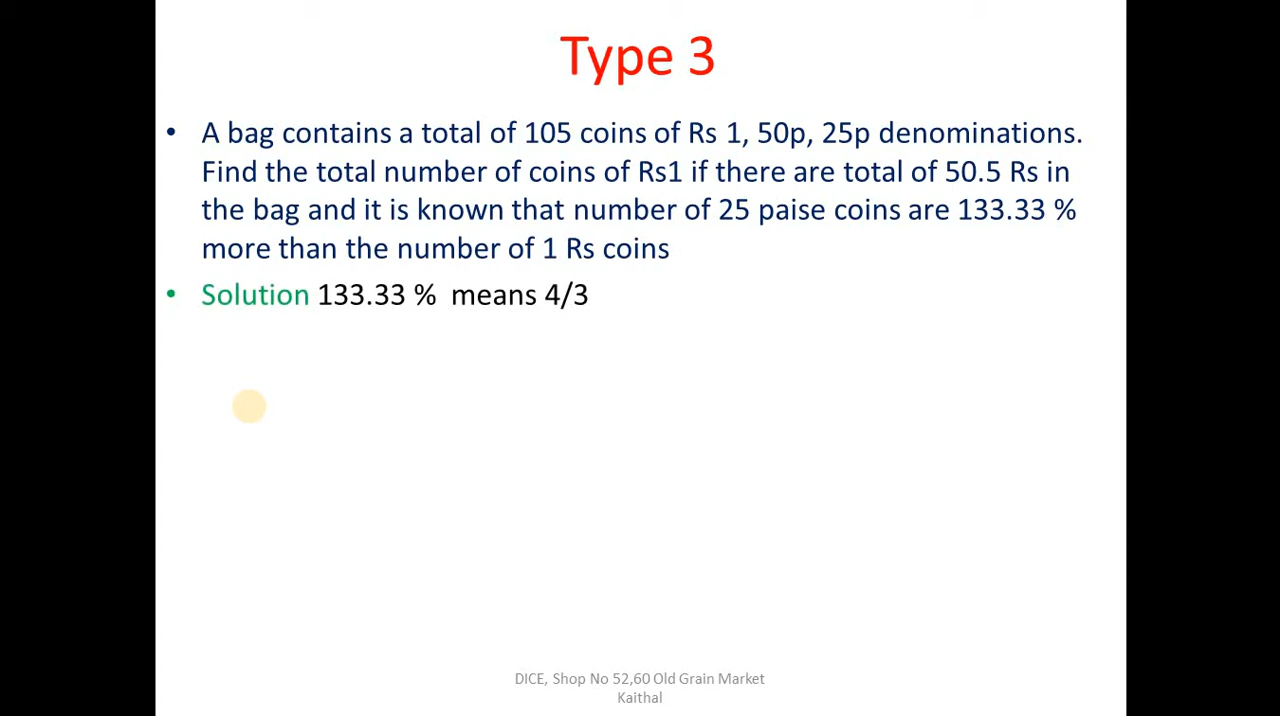 Type 3
• A bag contains a total of 105 coins of Rs 1, 50p, 25p denominations.
Find the total number of coins of Rs1 if there are total of 50.5 Rs in
the bag and it is known that number of 25 paise coins are 133.33 %
more than the number of 1 Rs coins
• Solution 133.33 %  means 4/3
DICE, Shop No 52,60 Old Grain Market
Kaithal